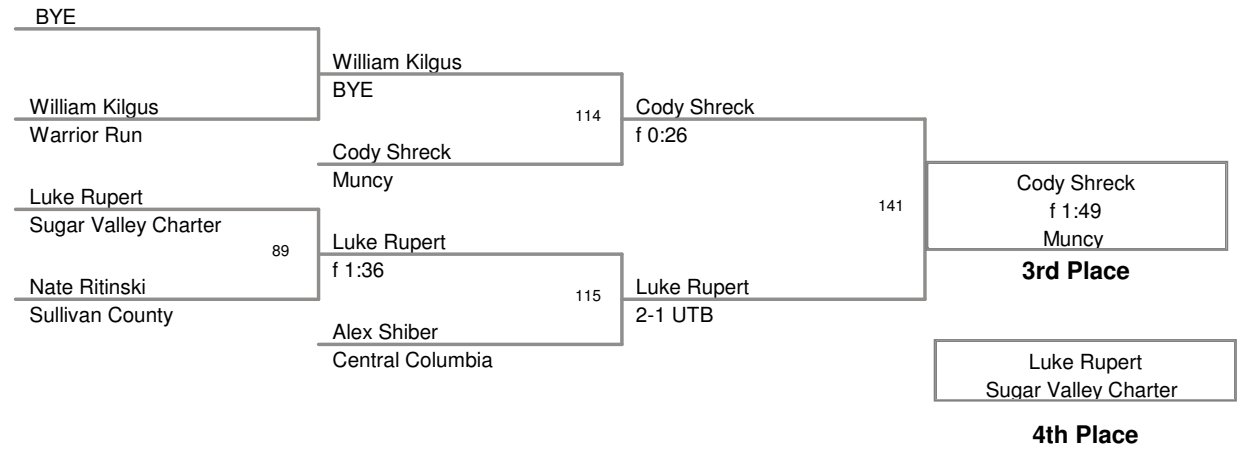 BYE
William Kilgus
BYE
William Kilgus
Warrior Run
114
Cody Shreck
f 0:26
Cody Shreck
Muncy
Luke Rupert
Sugar Valley Charter
89
Luke Rupert
f 1:36
Nate Ritinski
Sullivan County
115
Luke Rupert
2-1 UTB
Alex Shiber
Central Columbia
141
Cody Shreck
f 1:49
Muncy
3rd Place
Luke Rupert
Sugar Valley Charter
4th Place